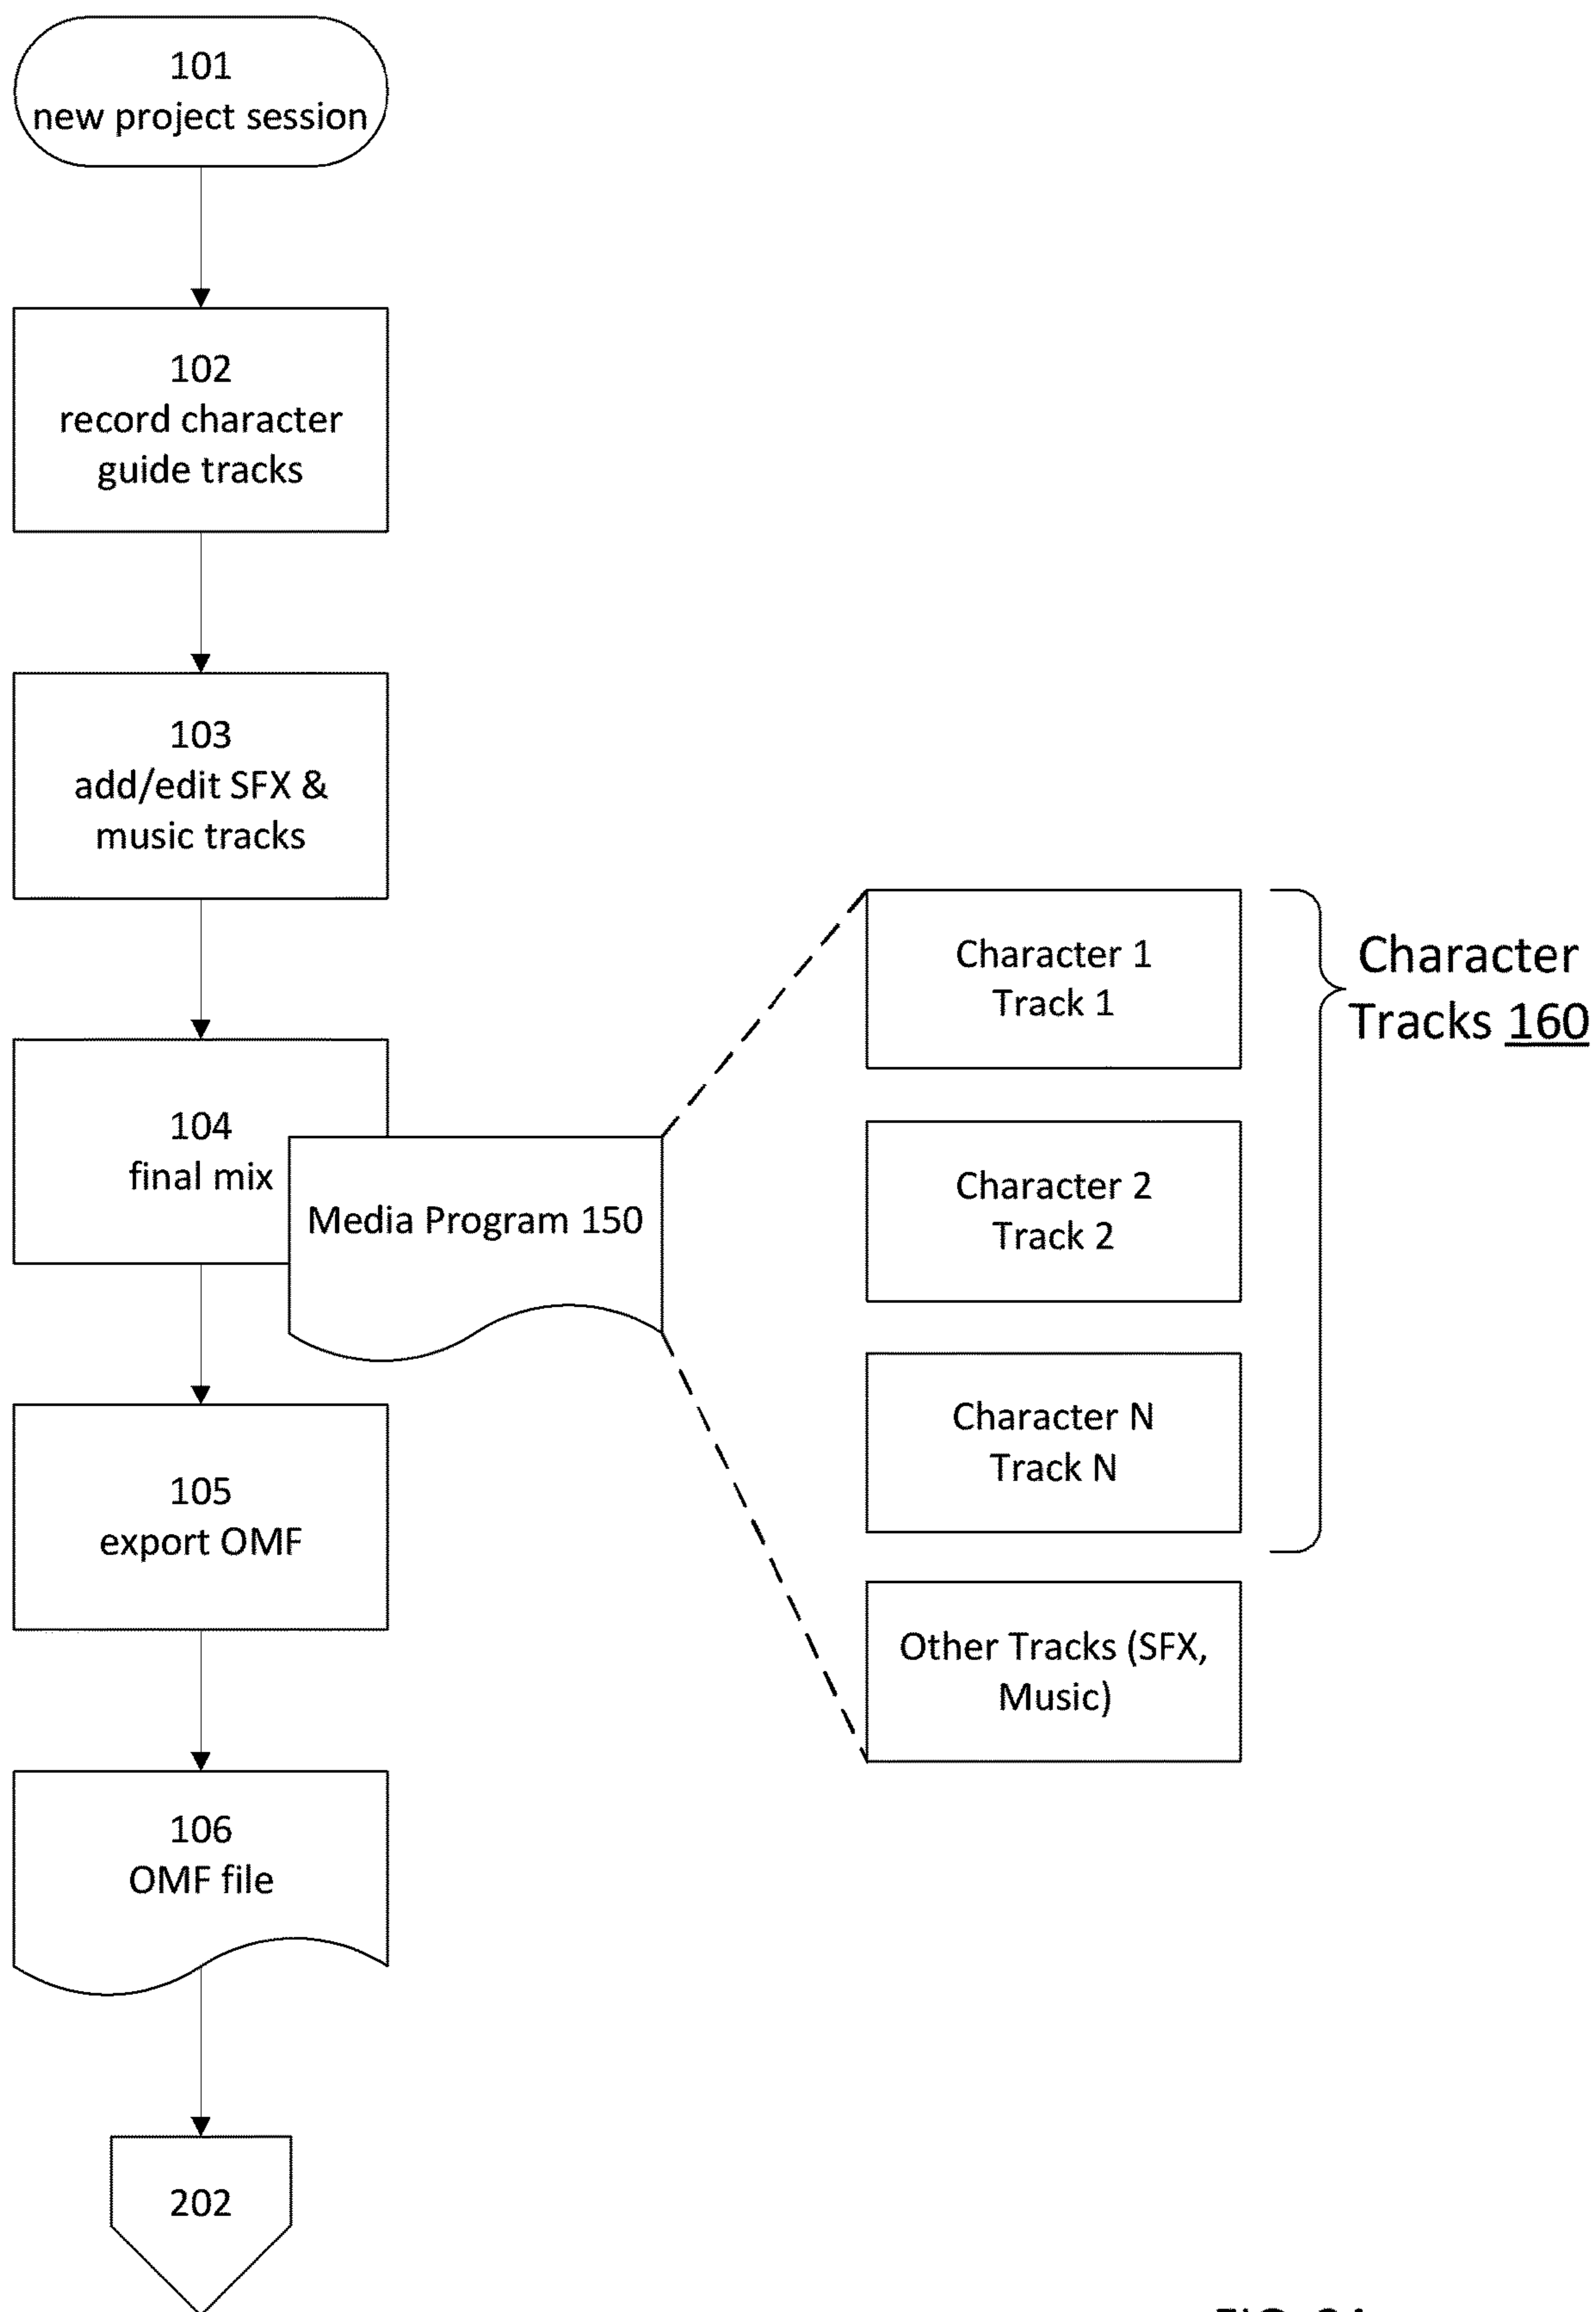 101
new project session
102
record character
guide tracks
103
add/edit SFX &
music tracks
104
final mix
Media Program 150
Character 1
Track 1
Character 2
Track 2
Character N
Track N
Other Tracks (SFX,
Music)
Character
Tracks 160
105
export OMF
106
OMF file
202